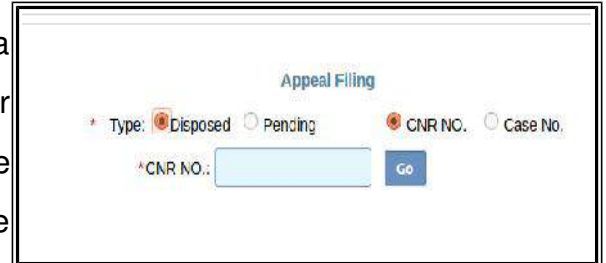 Appeal Filing
* Type: Disposed Pending CNR NO. Case No.
*CNR NO.: Go
a
r
e
e